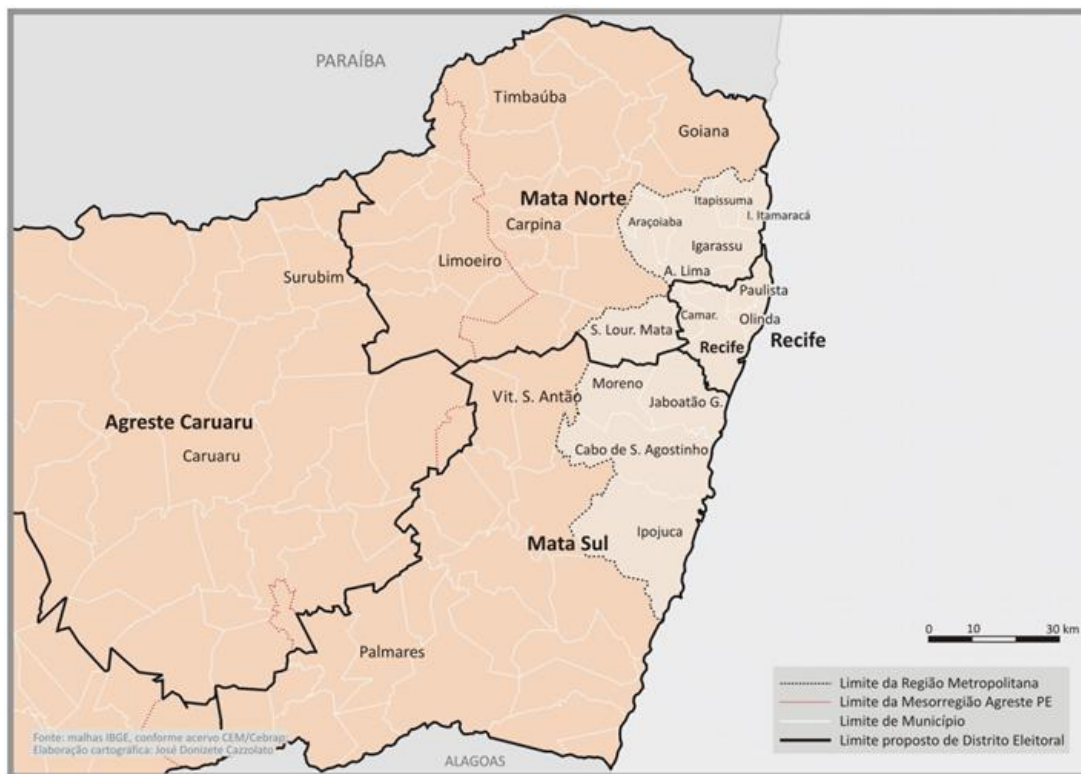 PARAÍBA
Timbaúba
Goiana
Mata Norte
Itapissuma
I. Itamaracá
Araçoiaba
Carpina
Igarassu
Limoeiro
Surubim
A. Lima
Paulista
Camar.
Olinda
S. Lour. Mata
Recife
Recife
Moreno
Vit. S. Antão
Jaboatão G.
Agreste Caruaru
Caruaru
Cabo de S. Agostinho
Ipojuca
Mata Sul
Palmares
0 10 30 km
Limite da Região Metropolitana
Limite da Mesorregião Agreste PE
Limite de Município
Limite proposto de Distrito Eleitoral
Fonte: malhas IBGE, conforme acervo CEM/Cebrap.
Elaboração cartográfica: José Donizete Cazzolato
ALAGOAS